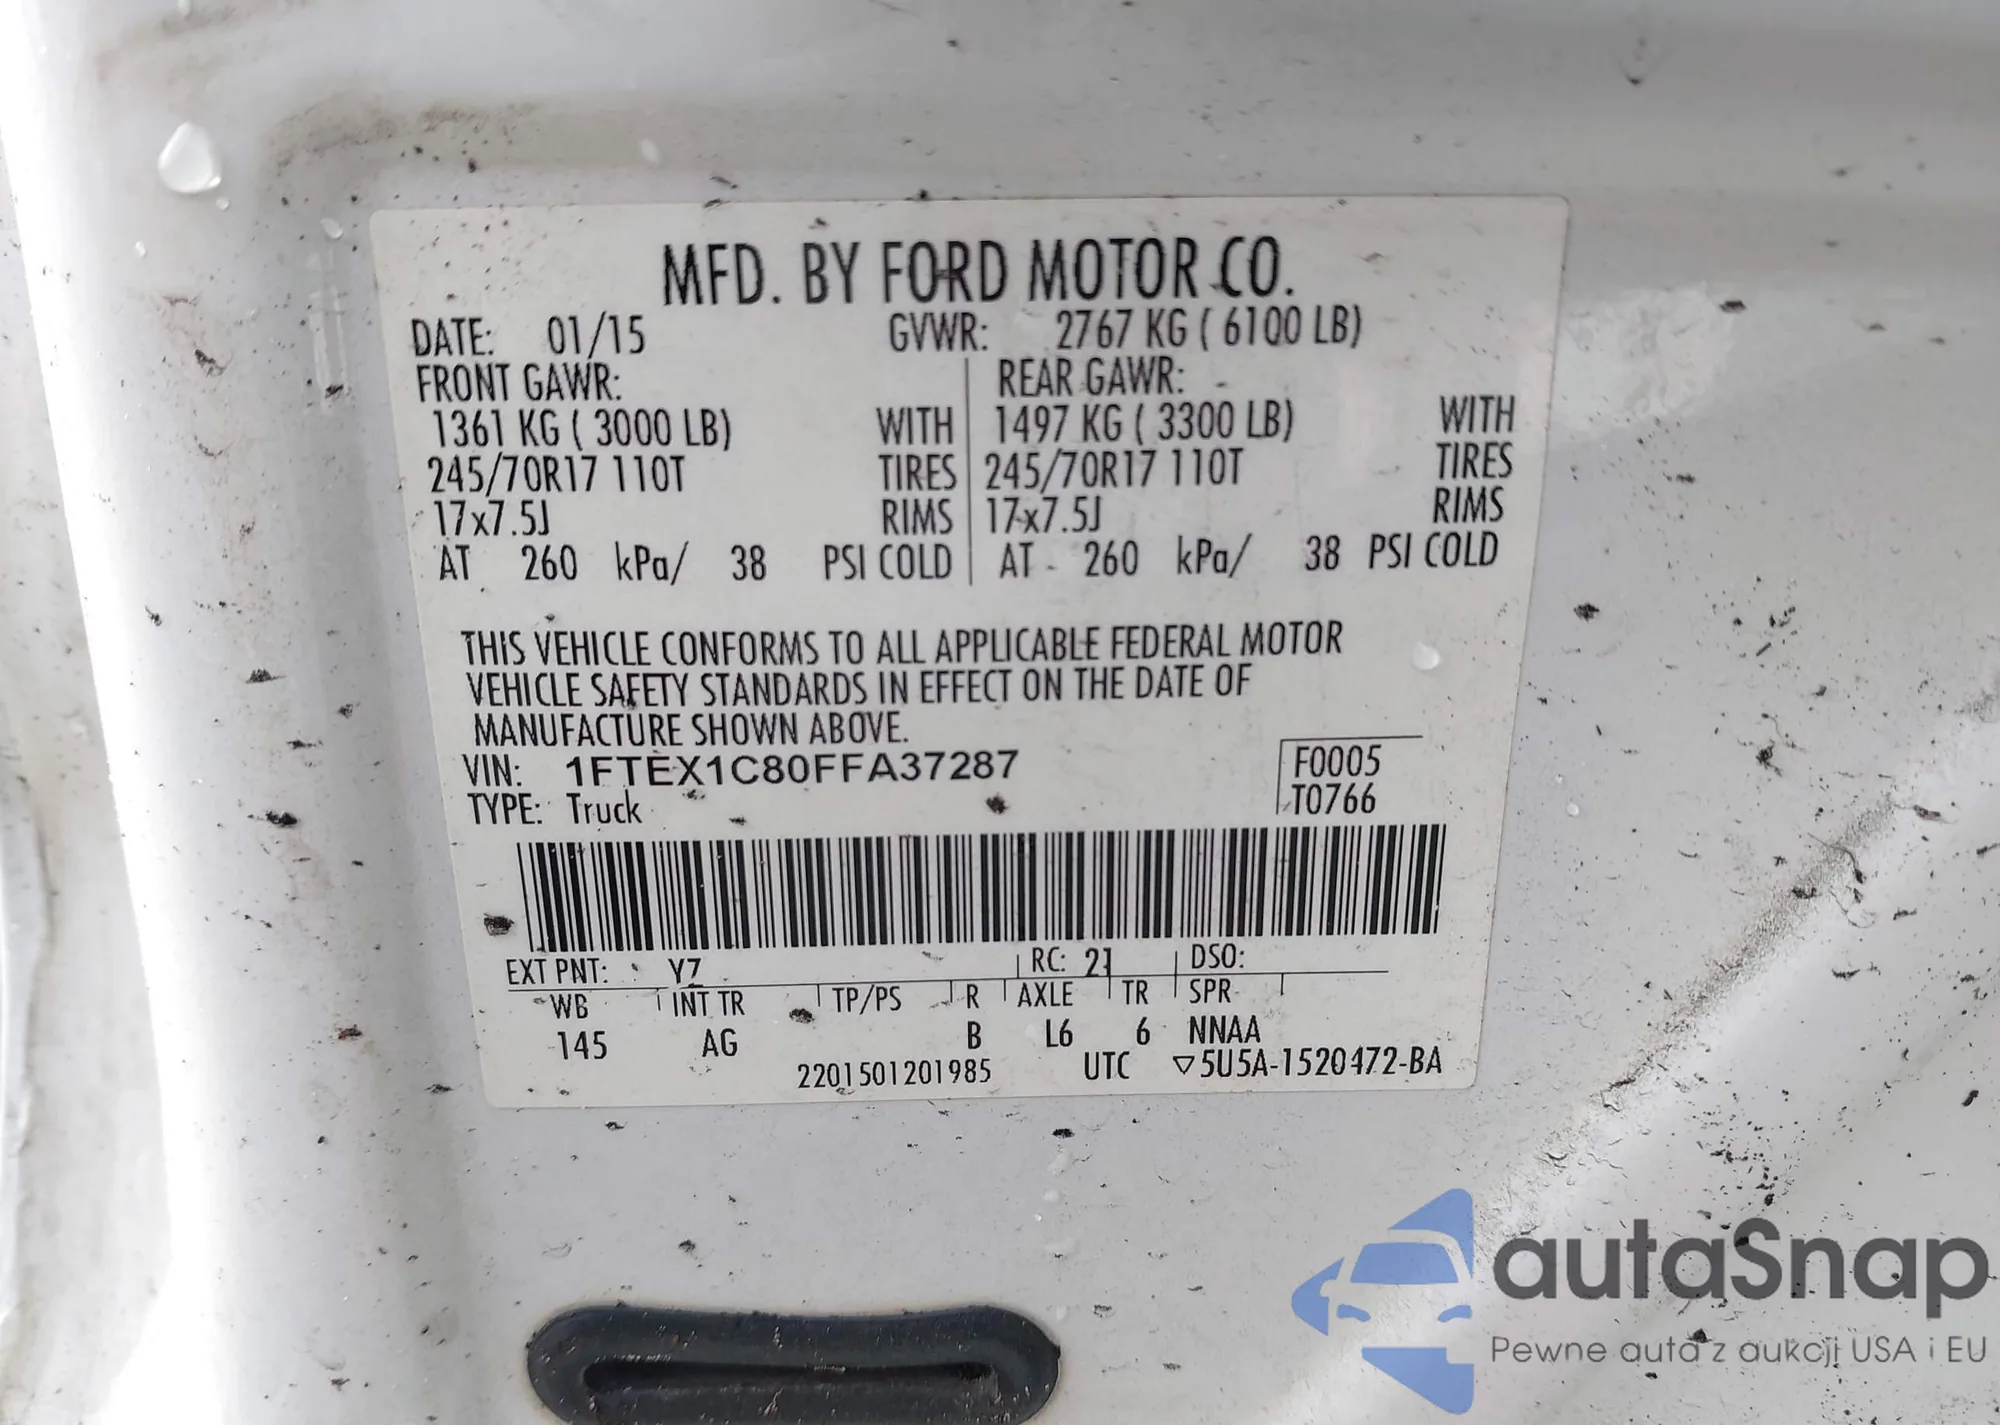 MFD. BY FORD MOTOR CO.
DATE: 01/15 GVWR: 2767 KG ( 6100 LB)
FRONT GAWR: REAR GAWR:
1361 KG ( 3000 LB) WITH 1497 KG ( 3300 LB) WITH
245/70R17 110T TIRES 245/70R17 110T TIRES
17x7.5J RIMS 17x7.5J RIMS
AT 260 kPa/ 38 PSI COLD AT 260 kPa/ 38 PSI COLD
THIS VEHICLE CONFORMS TO ALL APPLICABLE FEDERAL MOTOR
VEHICLE SAFETY STANDARDS IN EFFECT ON THE DATE OF
MANUFACTURE SHOWN ABOVE.
VIN: 1FTEX1C80FFA37287 F0005
TYPE: Truck T0766
EXT PNT: YZ RC: 21 DSO:
WB INT TR TP/PS R AXLE TR SPR
145 AG B L6 6 NNAA
2201501201985 UTC ▽5U5A-1520472-BA
autaSnap
Pewne auta z aukcji USA i EU